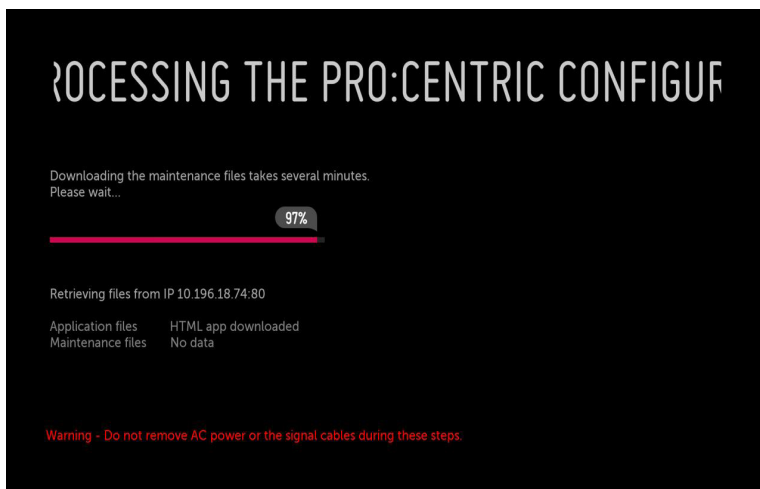 ROCESSING THE PRO:CENTRIC CONFIGUR
Downloading the maintenance files takes several minutes.
Please wait...
97%
Retrieving files from IP 10.196.18.74:80
Application files HTML app downloaded
Maintenance files No data
Warning - Do not remove AC power or the signal cables during these steps.